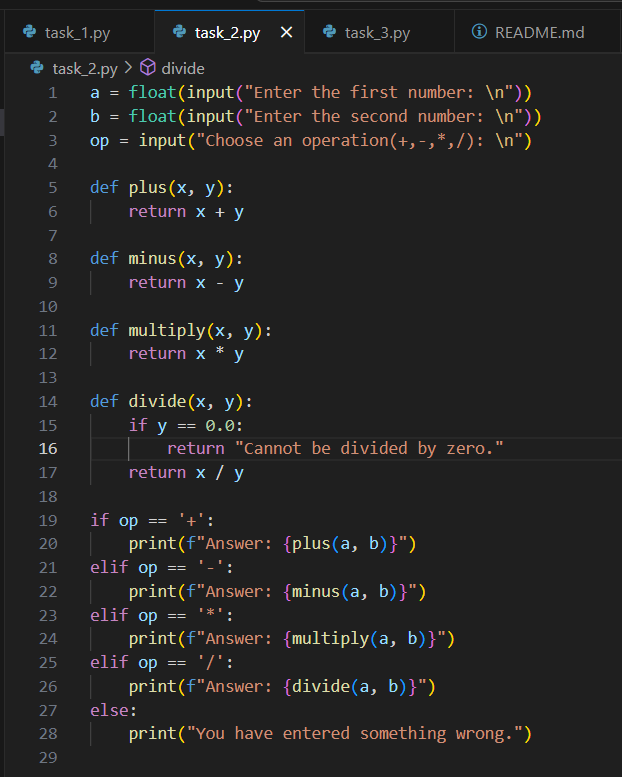 task_1.py task_2.py × task_3.py README.md
task_2.py > divide
1 a = float(input("Enter the first number: \n"))
2 b = float(input("Enter the second number: \n"))
3 op = input("Choose an operation(+,-,*,/): \n")
4
5 def plus(x, y):
6     return x + y
7
8 def minus(x, y):
9     return x - y
10
11 def multiply(x, y):
12     return x * y
13
14 def divide(x, y):
15     if y == 0.0:
16         return "Cannot be divided by zero."
17     return x / y
18
19 if op == '+':
20     print(f"Answer: {plus(a, b)}")
21 elif op == '-':
22     print(f"Answer: {minus(a, b)}")
23 elif op == '*':
24     print(f"Answer: {multiply(a, b)}")
25 elif op == '/':
26     print(f"Answer: {divide(a, b)}")
27 else:
28     print("You have entered something wrong.")
29